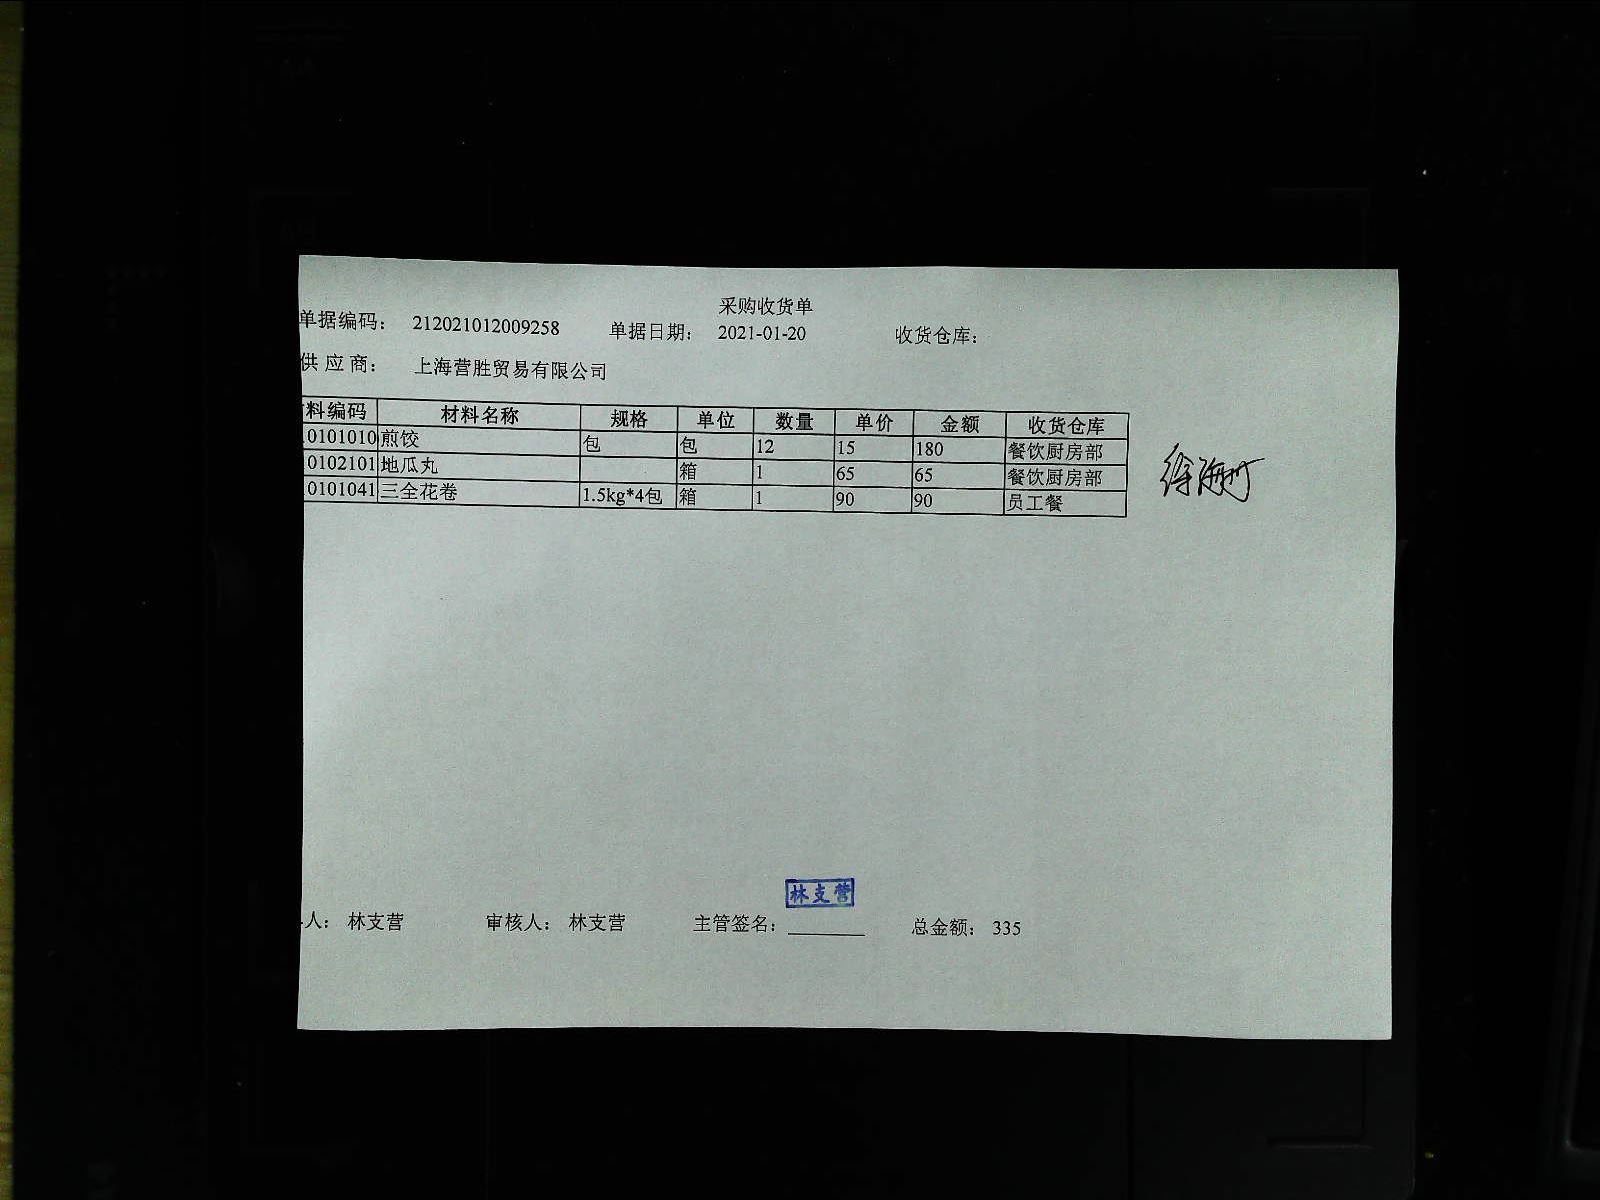 采购收货单
单据编码： 212021012009258 单据日期： 2021-01-20 收货仓库：
供 应 商： 上海营胜贸易有限公司
料编码 材料名称 规格 单位 数量 单价 金额 收货仓库
0101010 煎饺 包 包 12 15 180 餐饮厨房部
0102101 地瓜丸 箱 1 65 65 餐饮厨房部
0101041 三全花卷 1.5kg*4包 箱 1 90 90 员工餐
林支营
人： 林支营 审核人： 林支营 主管签名： 总金额： 335